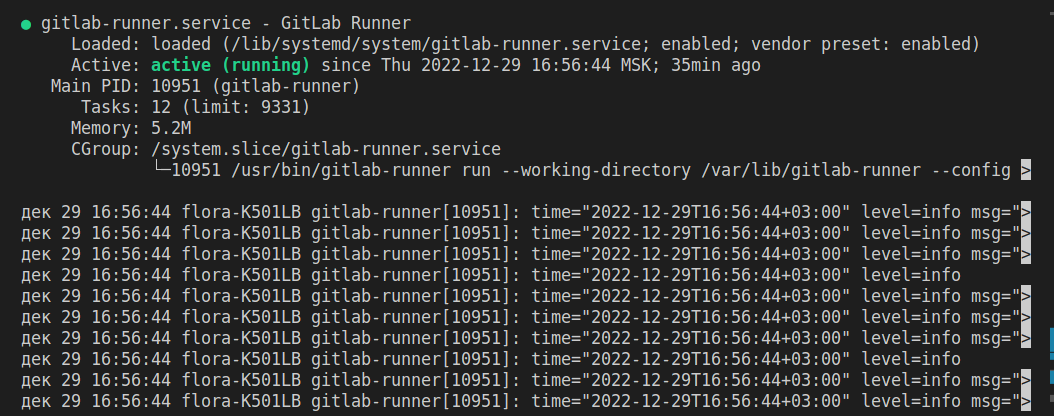 ● gitlab-runner.service - GitLab Runner
Loaded: loaded (/lib/systemd/system/gitlab-runner.service; enabled; vendor preset: enabled)
Active: active (running) since Thu 2022-12-29 16:56:44 MSK; 35min ago
Main PID: 10951 (gitlab-runner)
Tasks: 12 (limit: 9331)
Memory: 5.2M
CGroup: /system.slice/gitlab-runner.service
└─10951 /usr/bin/gitlab-runner run --working-directory /var/lib/gitlab-runner --config >
дек 29 16:56:44 flora-K501LB gitlab-runner[10951]: time="2022-12-29T16:56:44+03:00" level=info msg=">
дек 29 16:56:44 flora-K501LB gitlab-runner[10951]: time="2022-12-29T16:56:44+03:00" level=info msg=">
дек 29 16:56:44 flora-K501LB gitlab-runner[10951]: time="2022-12-29T16:56:44+03:00" level=info msg=">
дек 29 16:56:44 flora-K501LB gitlab-runner[10951]: time="2022-12-29T16:56:44+03:00" level=info
дек 29 16:56:44 flora-K501LB gitlab-runner[10951]: time="2022-12-29T16:56:44+03:00" level=info msg=">
дек 29 16:56:44 flora-K501LB gitlab-runner[10951]: time="2022-12-29T16:56:44+03:00" level=info msg=">
дек 29 16:56:44 flora-K501LB gitlab-runner[10951]: time="2022-12-29T16:56:44+03:00" level=info msg=">
дек 29 16:56:44 flora-K501LB gitlab-runner[10951]: time="2022-12-29T16:56:44+03:00" level=info
дек 29 16:56:44 flora-K501LB gitlab-runner[10951]: time="2022-12-29T16:56:44+03:00" level=info msg=">
дек 29 16:56:44 flora-K501LB gitlab-runner[10951]: time="2022-12-29T16:56:44+03:00" level=info msg=">